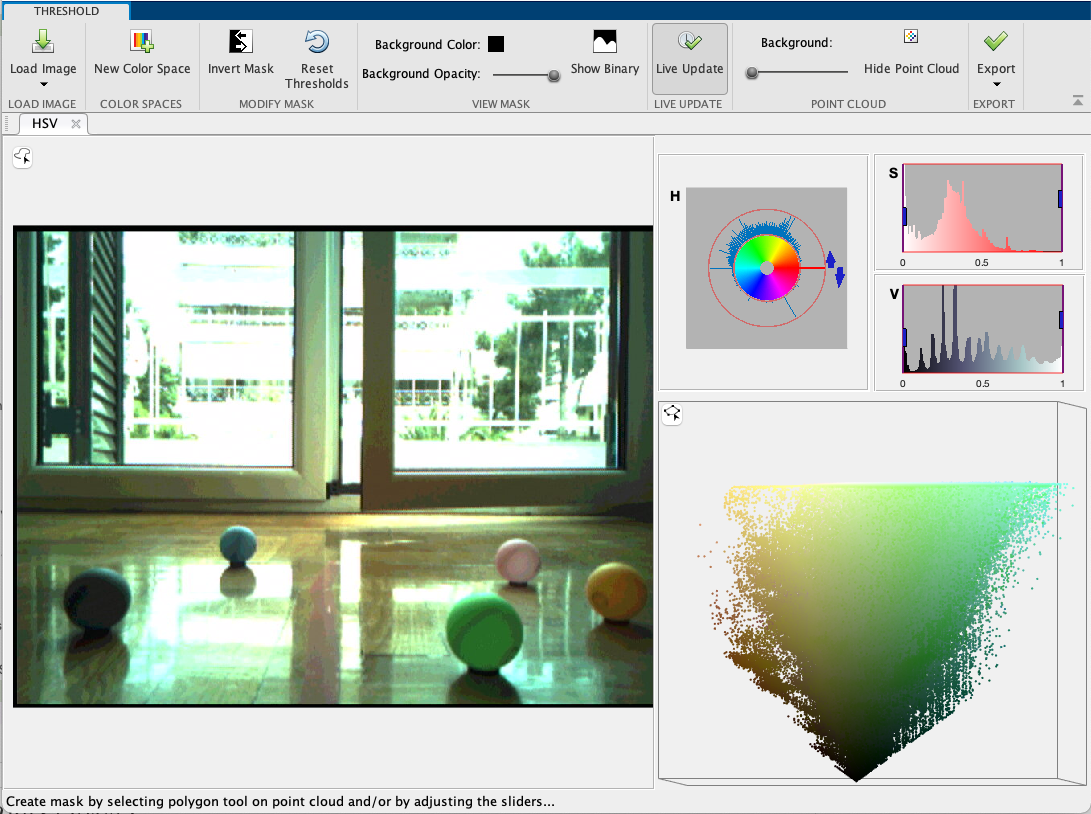 THRESHOLD
Load Image
New Color Space
Invert Mask
Reset
Thresholds
Background Color:
Background Opacity:
Show Binary
Live Update
Background:
Hide Point Cloud
Export
LOAD IMAGE
COLOR SPACES
MODIFY MASK
VIEW MASK
LIVE UPDATE
POINT CLOUD
EXPORT
HSV
H
S
0 0.5 1
V
0 0.5 1
Create mask by selecting polygon tool on point cloud and/or by adjusting the sliders...